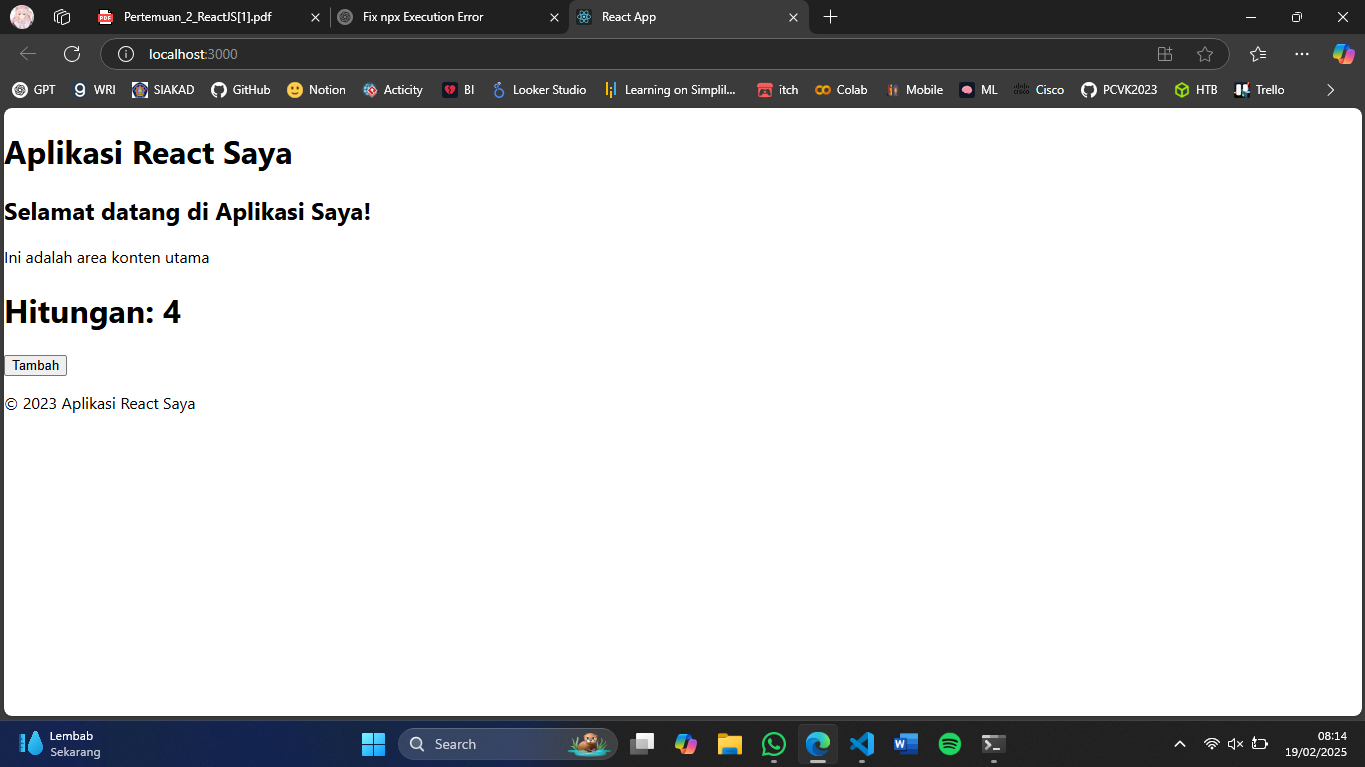 Pertemuan_2_ReactJS[1].pdf
Fix npx Execution Error
React App
localhost:3000
GPT
WRI
SIAKAD
GitHub
Notion
Acticity
BI
Looker Studio
Learning on Simplil...
itch
Colab
Mobile
ML
Cisco
PCVK2023
HTB
Trello
Aplikasi React Saya
Selamat datang di Aplikasi Saya!
Ini adalah area konten utama
Hitungan: 4
Tambah
© 2023 Aplikasi React Saya
Lembab
Sekarang
Search
08:14
19/02/2025